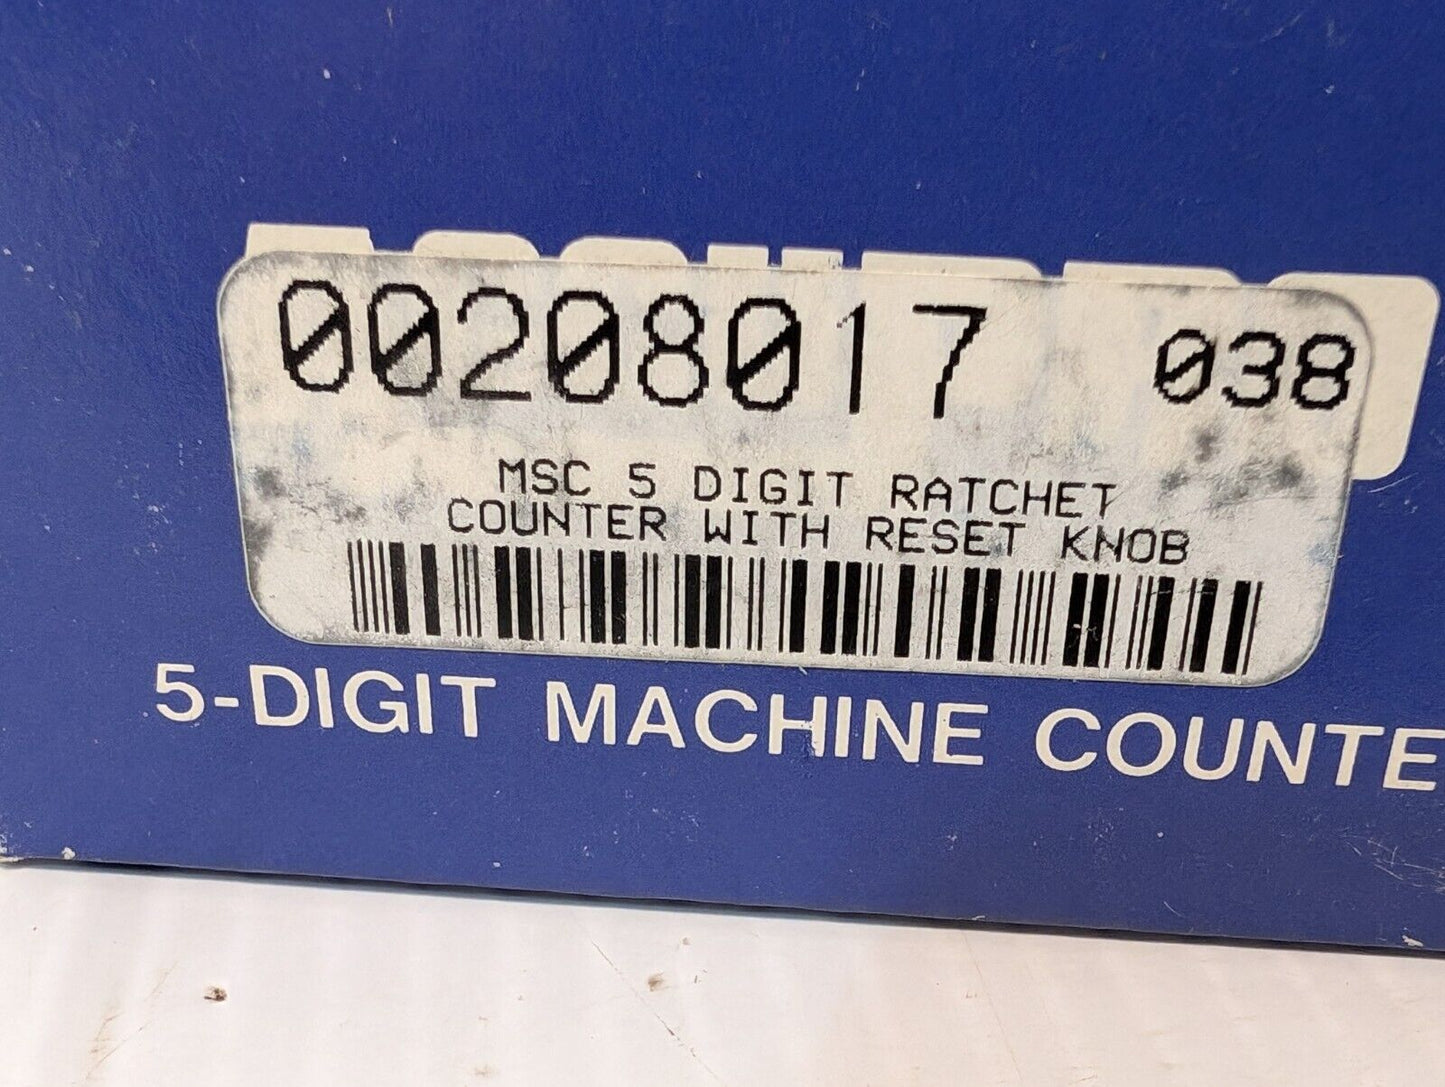 00208017 038
MSC 5 DIGIT RATCHET
COUNTER WITH RESET KNOB
5-DIGIT MACHINE COUNTE